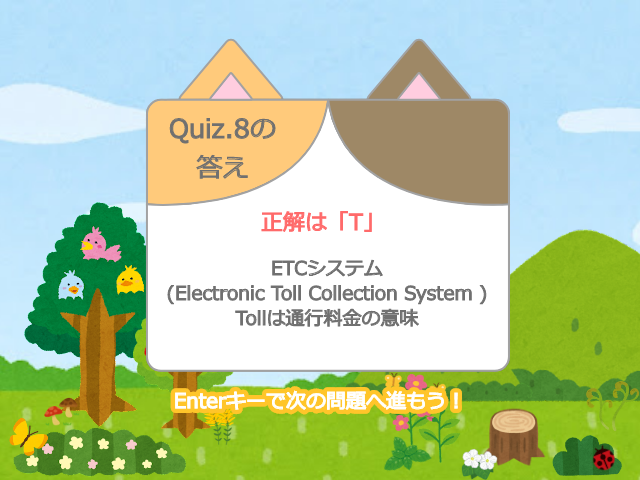 Quiz.8の
答え
正解は「T」
ETCシステム
(Electronic Toll Collection System )
Tollは通行料金の意味
Enterキーで次の問題へ進もう！